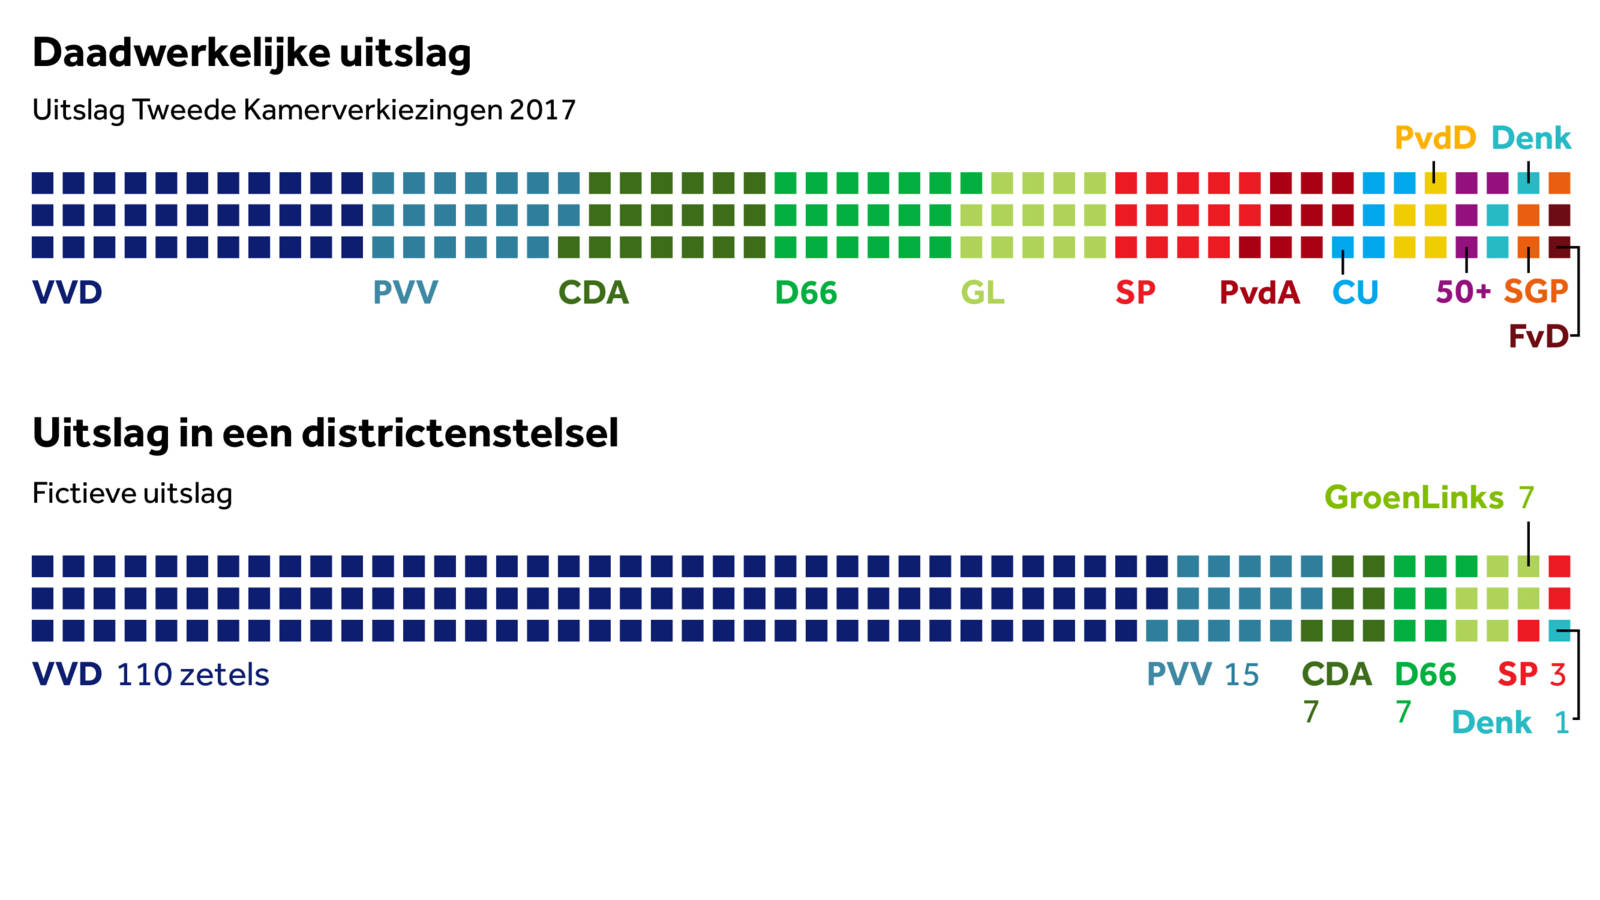 Daadwerkelijke uitslag
Uitslag Tweede Kamerverkiezingen 2017
PvdD Denk
VVD PVV CDA D66 GL SP PvdA CU 50+ SGP
FvD
Uitslag in een districtenstelsel
Fictieve uitslag
GroenLinks 7
VVD 110 zetels PVV 15 CDA D66 SP 3
7 7
Denk 1